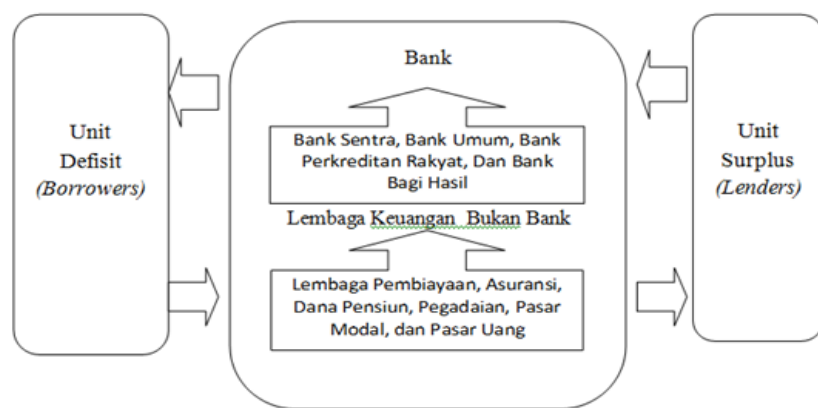 Unit
Defisit
(Borrowers)
Bank
Bank Sentra, Bank Umum, Bank
Perkreditan Rakyat, Dan Bank
Bagi Hasil
Lembaga Keuangan Bukan Bank
Lembaga Pembiayaan, Asuransi,
Dana Pensiun, Pegadaian, Pasar
Modal, dan Pasar Uang
Unit
Surplus
(Lenders)